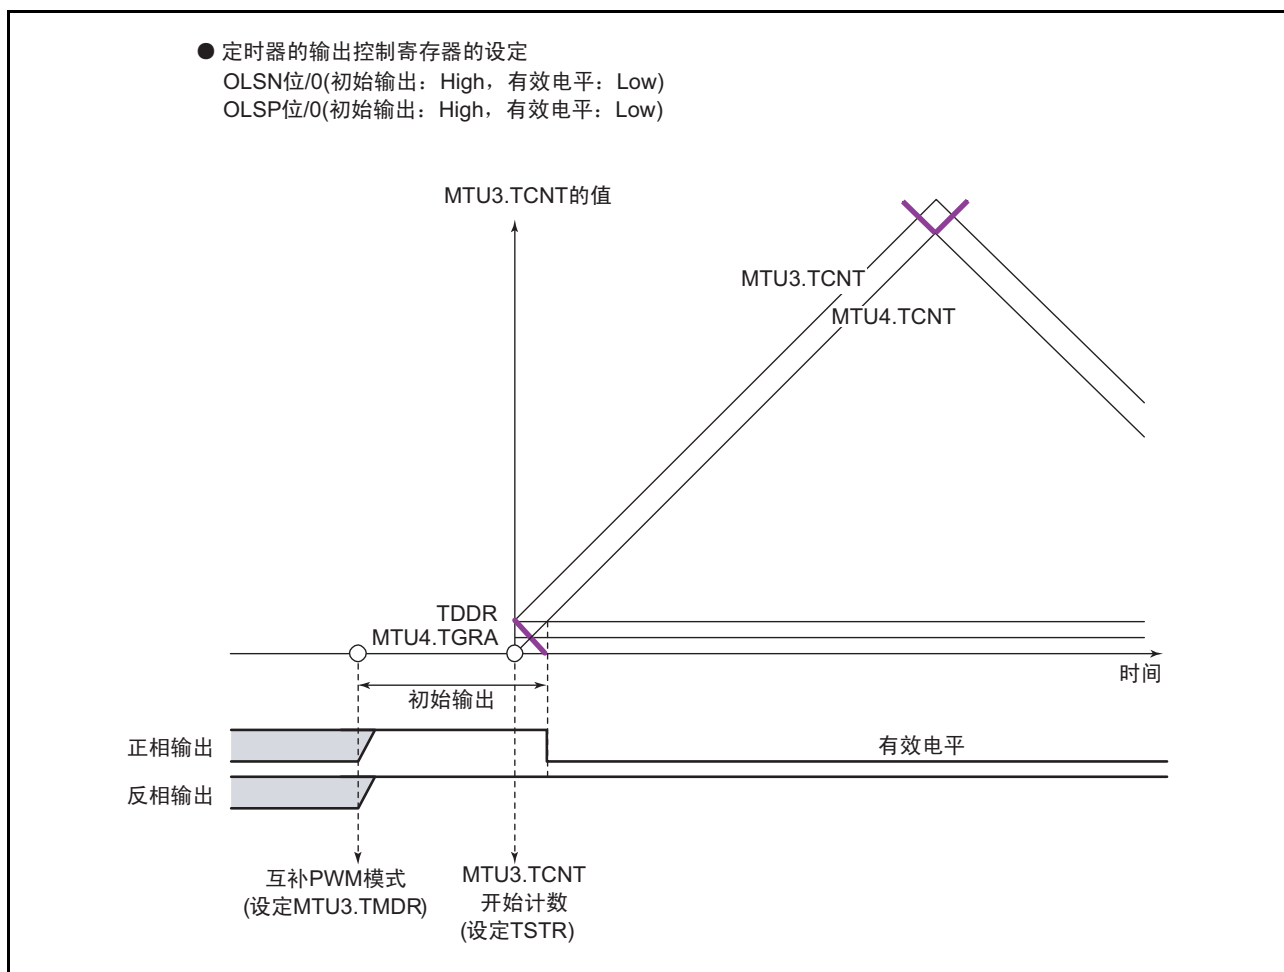 ● 定时器的输出控制寄存器的设定
OLSN位/0(初始输出：High，有效电平：Low)
OLSP位/0(初始输出：High，有效电平：Low)
MTU3.TCNT的值
MTU3.TCNT
MTU4.TCNT
TDDR
MTU4.TGRA
时间
初始输出
正相输出
有效电平
反相输出
互补PWM模式
(设定MTU3.TMDR)
MTU3.TCNT
开始计数
(设定TSTR)